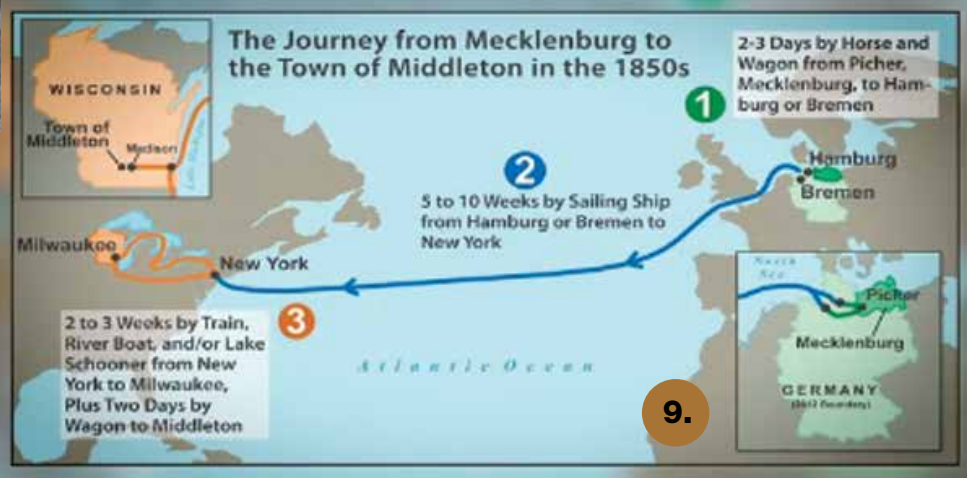 The Journey from Mecklenburg to
the Town of Middleton in the 1850s
WISCONSIN
Town of
Middleton
Madison
Lake Michigan
1
2-3 Days by Horse and
Wagon from Picher,
Mecklenburg, to Ham-
burg or Bremen
2
5 to 10 Weeks by Sailing Ship
from Hamburg or Bremen to
New York
Hamburg
Bremen
Milwaukee
New York
3
2 to 3 Weeks by Train,
River Boat, and/or Lake
Schooner from New
York to Milwaukee,
Plus Two Days by
Wagon to Middleton
Atlantic Ocean
9.
North
Sea
Picher
Mecklenburg
GERMANY